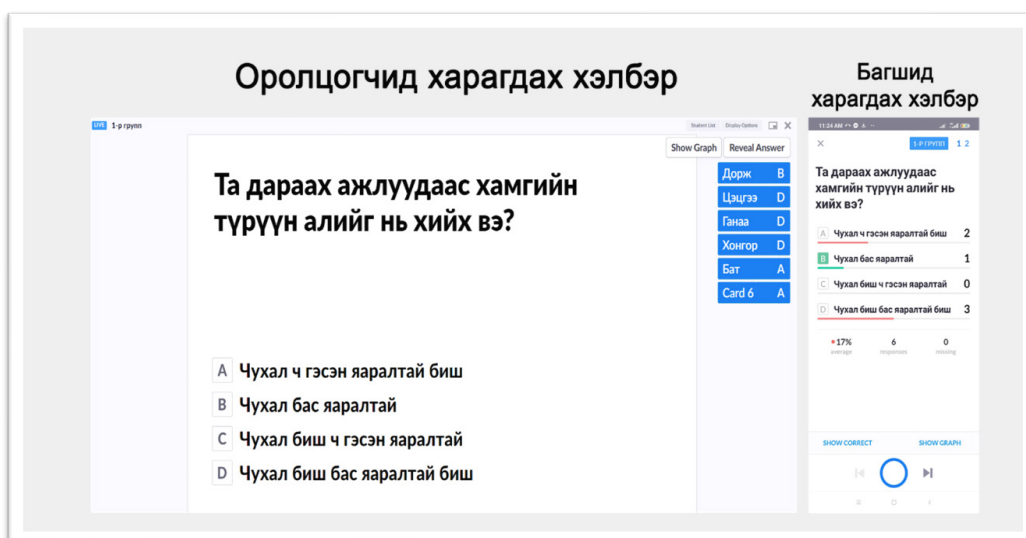 Оролцогчид харагдах хэлбэр
Багшид
харагдах хэлбэр
LIVE 1-р групп
Student List Display Options
Show Graph Reveal Answer
Та дараах ажлуудаас хамгийн
түрүүн алийг нь хийх вэ?
Дорж B
Цэцгээ D
Ганаа D
Хонгор D
Бат A
Card 6 A
A Чухал ч гэсэн яаралтай биш
B Чухал бас яаралтай
C Чухал биш ч гэсэн яаралтай
D Чухал биш бас яаралтай биш
11:24 AM
1-Р ГРУПП 1 2
Та дараах ажлуудаас
хамгийн түрүүн алийг нь
хийх вэ?
A Чухал ч гэсэн яаралтай биш 2
B Чухал бас яаралтай 1
C Чухал биш ч гэсэн яаралтай 0
D Чухал биш бас яаралтай биш 3
17% 6 0
average responses missing
SHOW CORRECT SHOW GRAPH